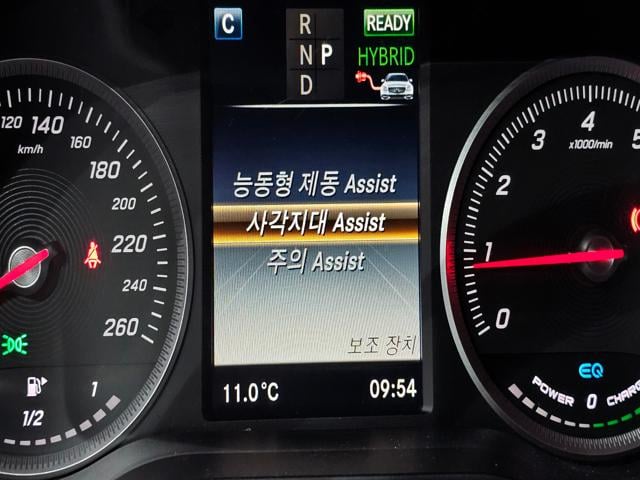 C
R
READY
N P
HYBRID
D
능동형 제동 Assist
사각지대 Assist
주의 Assist
보조 장치
11.0°C
09:54
120
140
160
km/h
180
200
220
240
260
1/2
1
5
4
x1000/min
3
2
1
0
EQ
POWER 0 CHARG